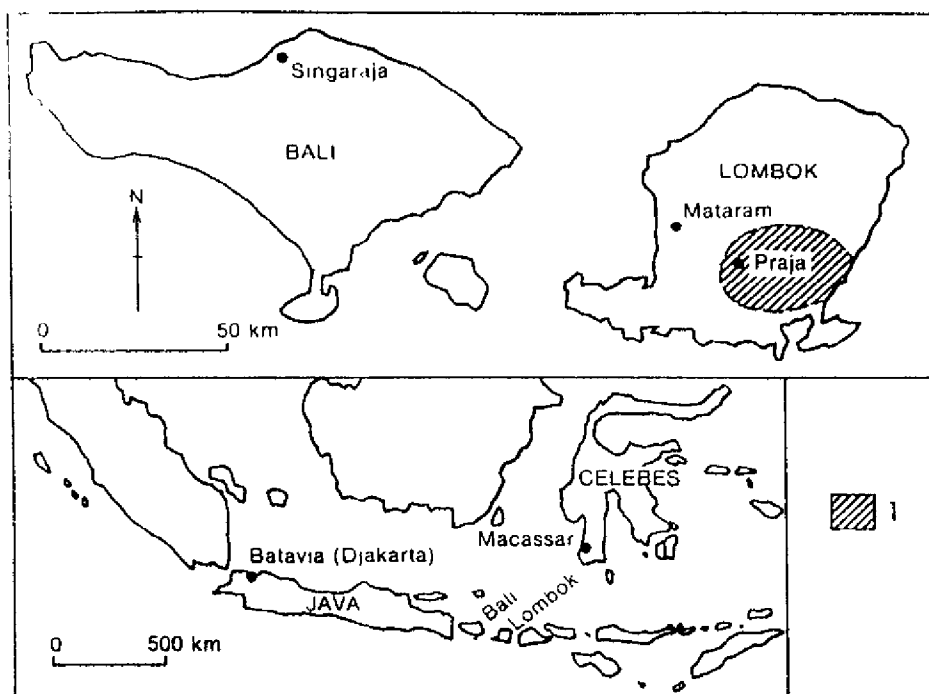 Singaraja
BALI
LOMBOK
N
Mataram
Praja
0 50 km
CELEBES
Macassar
Batavia (Djakarta)
JAVA
Bali
Lombok
0 500 km
1